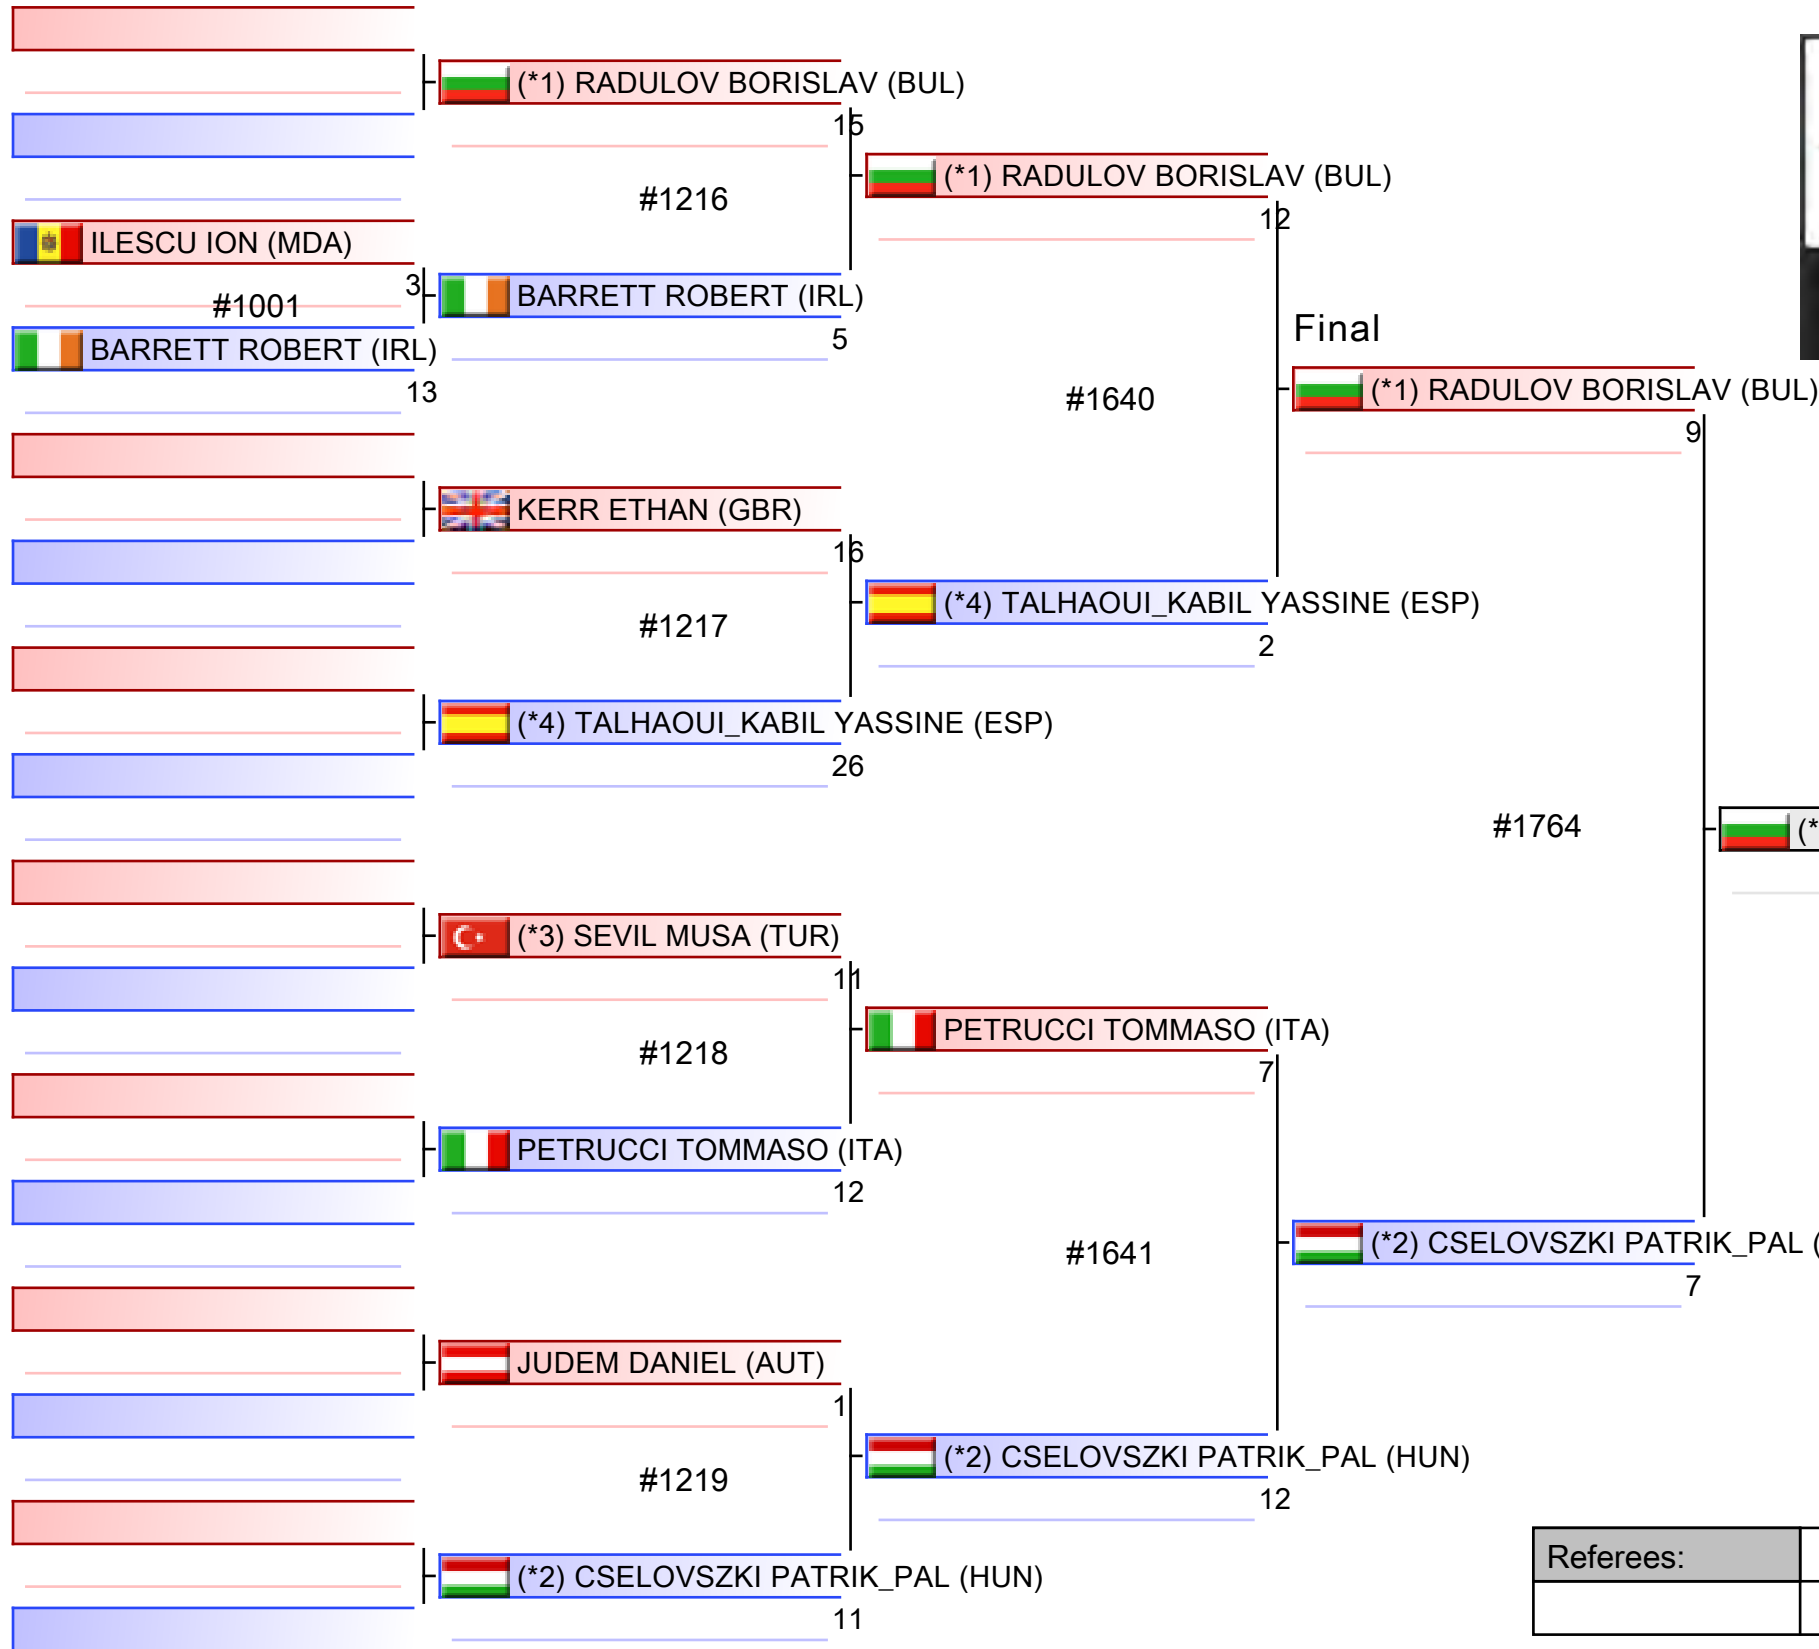 (*1) RADULOV BORISLAV (BUL)
15
(*1) RADULOV BORISLAV (BUL)
#1216
12
ILESCU ION (MDA)
3
#1001
BARRETT ROBERT (IRL)
5
BARRETT ROBERT (IRL)
13
Final
(*1) RADULOV BORISLAV (BUL)
#1640
9
KERR ETHAN (GBR)
16
(*4) TALHAOUI_KABIL YASSINE (ESP)
#1217
2
(*4) TALHAOUI_KABIL YASSINE (ESP)
26
#1764
(*
(*3) SEVIL MUSA (TUR)
11
PETRUCCI TOMMASO (ITA)
#1218
7
PETRUCCI TOMMASO (ITA)
12
#1641
(*2) CSELOVSZKI PATRIK_PAL (
7
JUDEM DANIEL (AUT)
1
(*2) CSELOVSZKI PATRIK_PAL (HUN)
#1219
12
(*2) CSELOVSZKI PATRIK_PAL (HUN)
11
Referees: